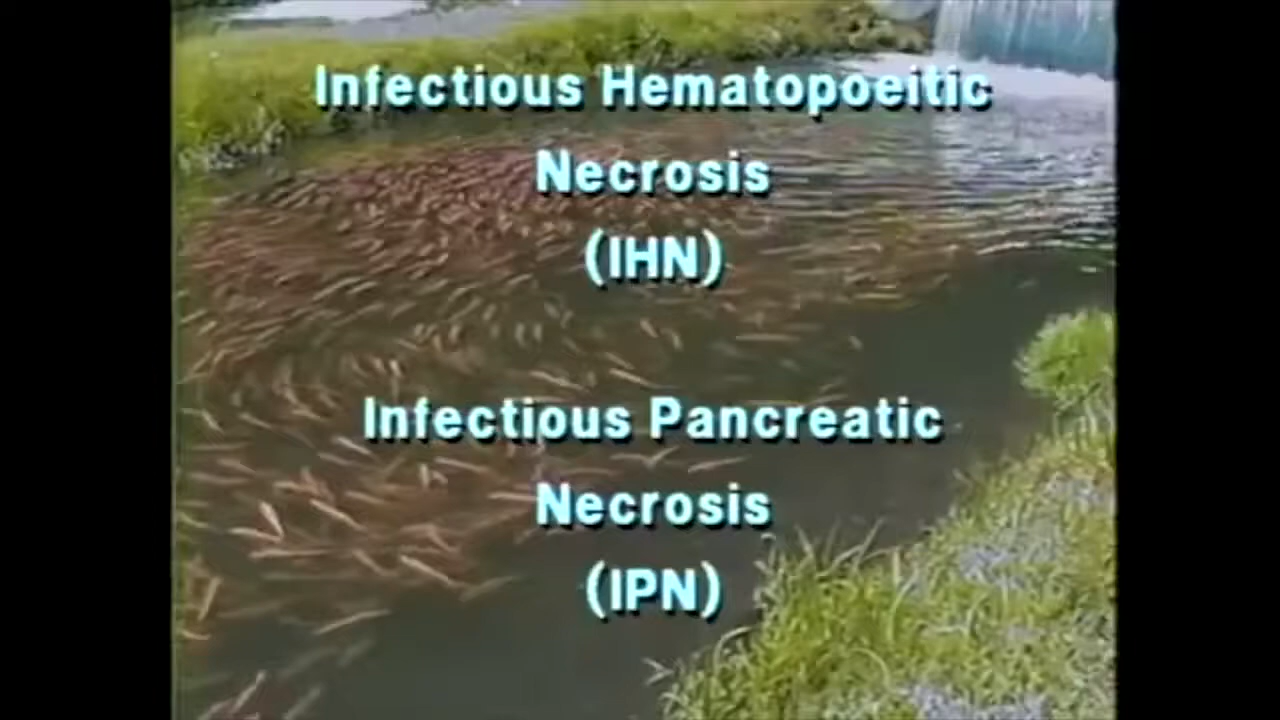 Infectious Hematopoeitic
Necrosis
(IHN)
Infectious Pancreatic
Necrosis
(IPN)